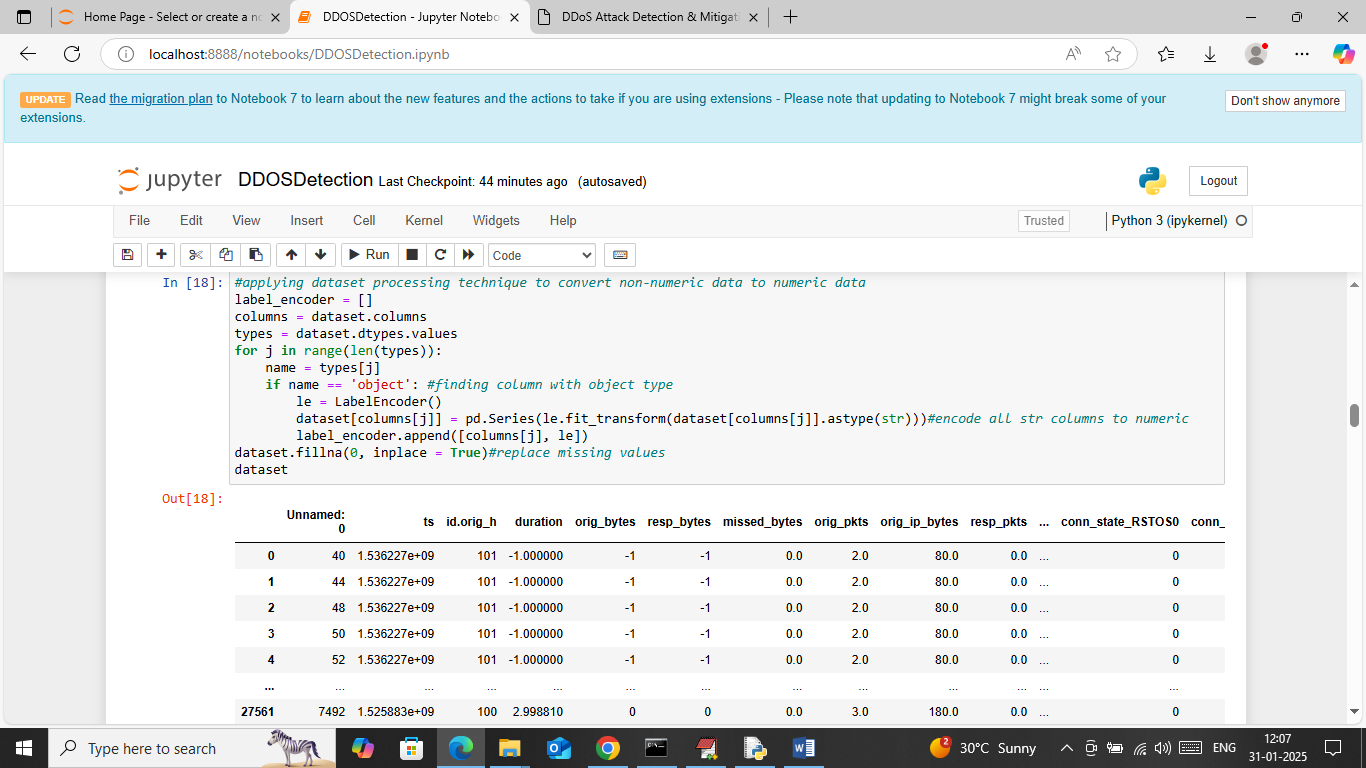 Home Page - Select or create a no
DDOSDetection - Jupyter Notebo
DDoS Attack Detection & Mitigat
localhost:8888/notebooks/DDOSDetection.ipynb
UPDATE Read the migration plan to Notebook 7 to learn about the new features and the actions to take if you are using extensions - Please note that updating to Notebook 7 might break some of your
extensions.
Don't show anymore
jupyter DDOSDetection Last Checkpoint: 44 minutes ago (autosaved)
Logout
File Edit View Insert Cell Kernel Widgets Help
Trusted
Python 3 (ipykernel)
Run
Code
In [18]: #applying dataset processing technique to convert non-numeric data to numeric data
label_encoder = []
columns = dataset.columns
types = dataset.dtypes.values
for j in range(len(types)):
    name = types[j]
    if name == 'object': #finding column with object type
        le = LabelEncoder()
        dataset[columns[j]] = pd.Series(le.fit_transform(dataset[columns[j]].astype(str)))#encode all str columns to numeric
        label_encoder.append([columns[j], le])
dataset.fillna(0, inplace = True)#replace missing values
dataset
Out[18]:
Unnamed: 0 ts id.orig_h duration orig_bytes resp_bytes missed_bytes orig_pkts orig_ip_bytes resp_pkts ... conn_state_RSTOS0 conn_
0 40 1.536227e+09 101 -1.000000 -1 -1 0.0 2.0 80.0 0.0 ... 0
1 44 1.536227e+09 101 -1.000000 -1 -1 0.0 2.0 80.0 0.0 ... 0
2 48 1.536227e+09 101 -1.000000 -1 -1 0.0 2.0 80.0 0.0 ... 0
3 50 1.536227e+09 101 -1.000000 -1 -1 0.0 2.0 80.0 0.0 ... 0
4 52 1.536227e+09 101 -1.000000 -1 -1 0.0 2.0 80.0 0.0 ... 0
... ... ... ... ... ... ... ... ... ... ... ... ...
27561 7492 1.525883e+09 100 2.998810 0 0 0.0 3.0 180.0 0.0 ... 0
Type here to search
2
30°C Sunny
ENG
12:07
31-01-2025